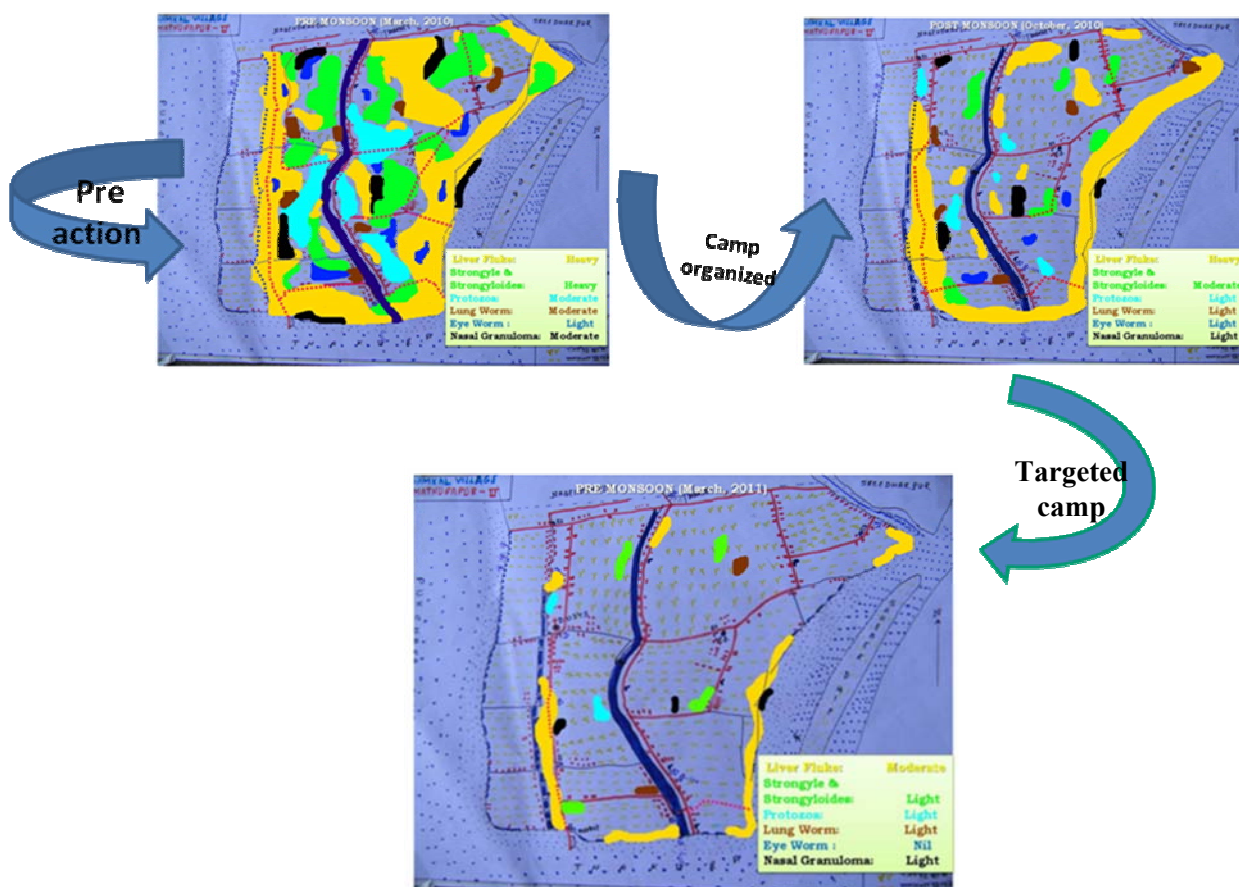 PRE MONSOON (March, 2010)
Pre
action
Liver Fluke: Heavy
Strongyle &
Strongyloides: Heavy
Protozoa: Moderate
Lung Worm: Moderate
Eye Worm : Light
Nasal Granuloma: Moderate
Camp
organized
POST MONSOON (October, 2010)
Liver Fluke: Heavy
Strongyle &
Strongyloides: Moderate
Protozoa: Light
Lung Worm: Light
Eye Worm : Light
Nasal Granuloma: Light
Targeted
camp
PRE MONSOON (March, 2011)
Liver Fluke: Moderate
Strongyle &
Strongyloides: Light
Protozoa: Light
Lung Worm: Light
Eye Worm : Nil
Nasal Granuloma: Light